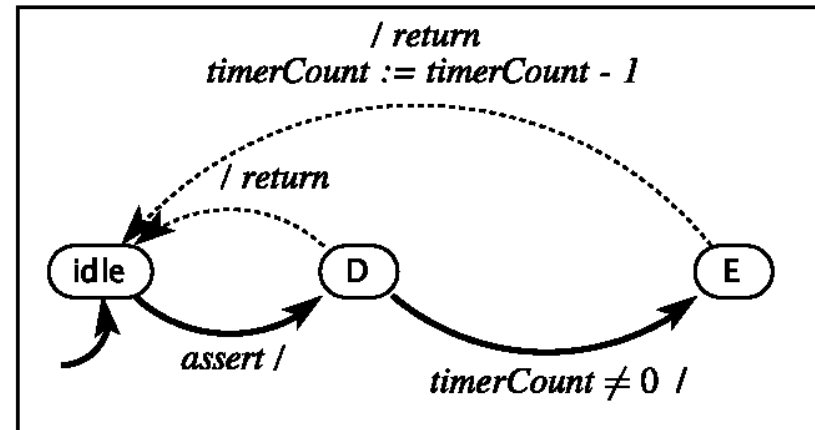 / return
timerCount := timerCount - 1
/ return
idle
D
E
assert /
timerCount ≠ 0 /